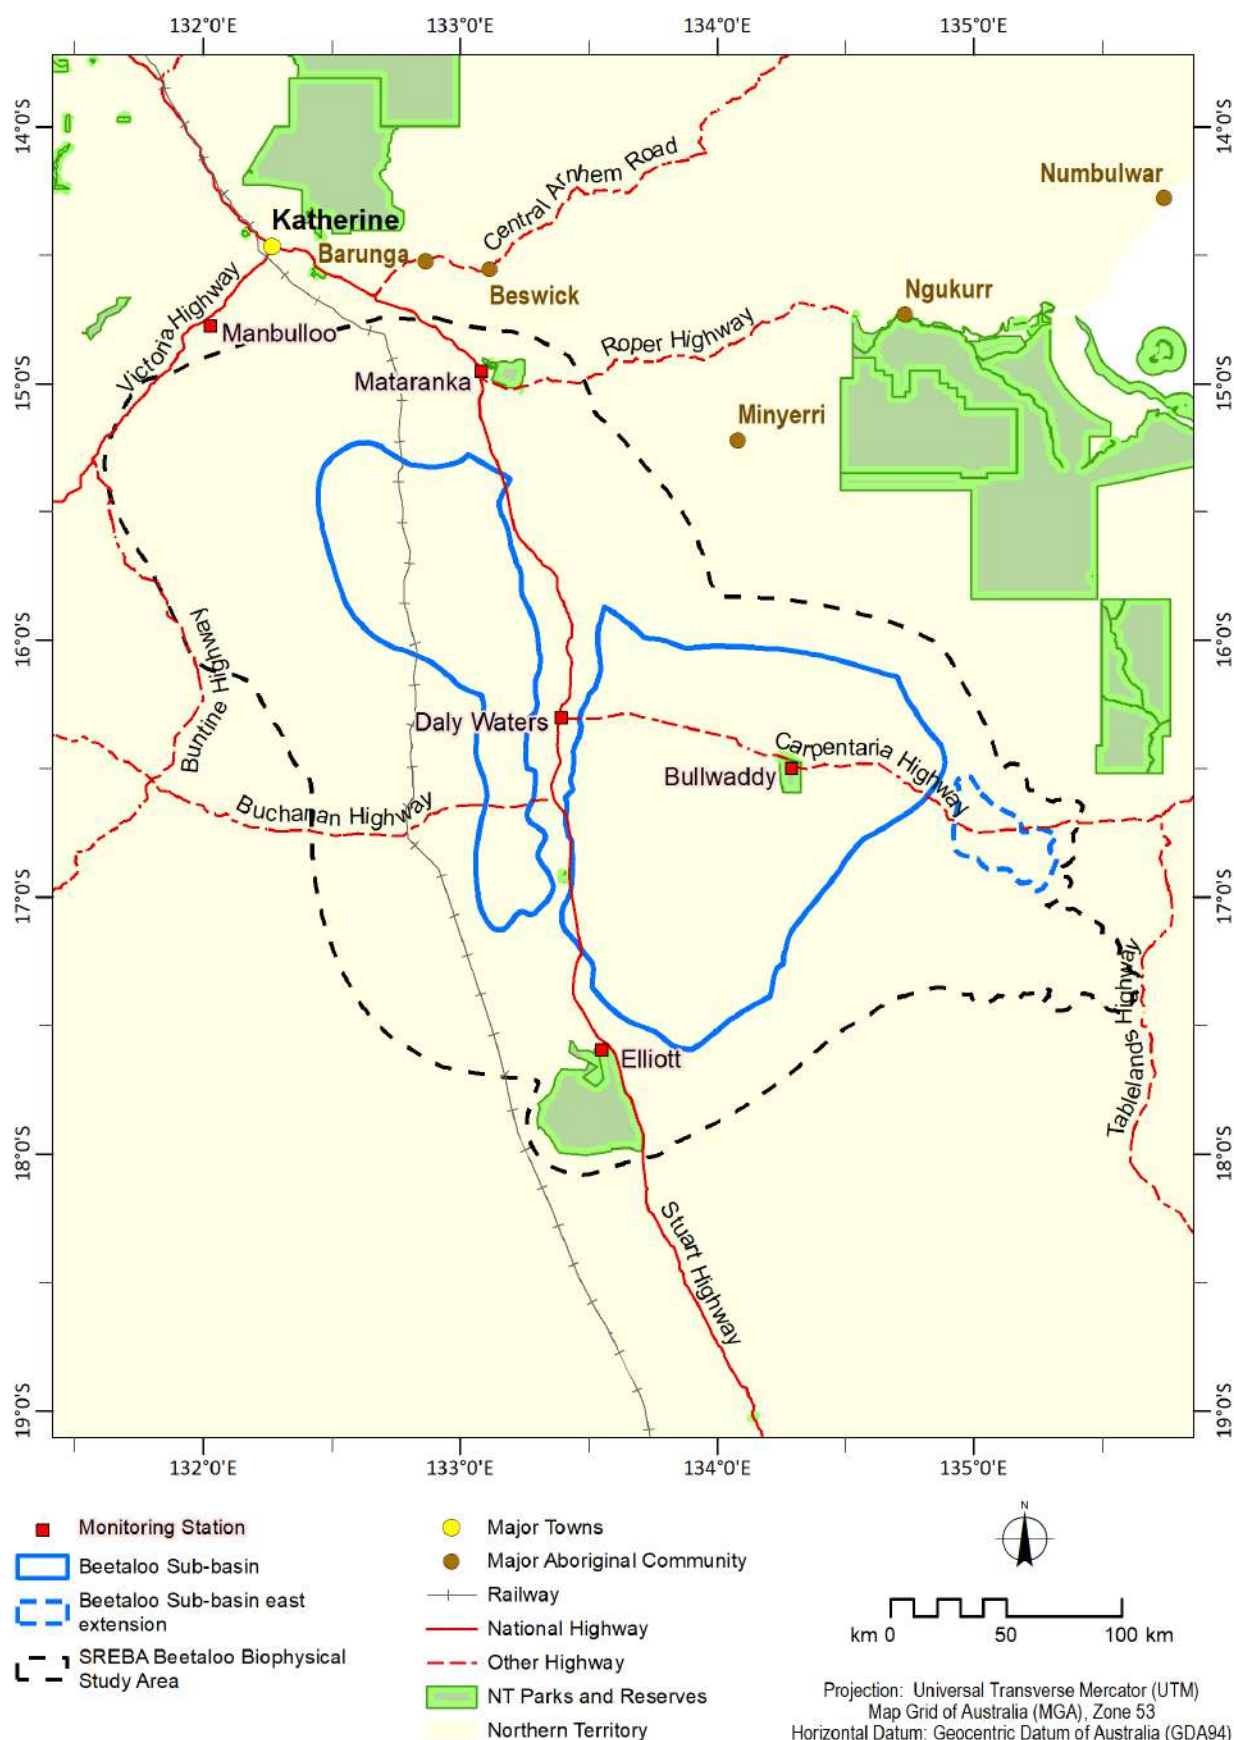 132°0'E 133°0'E 134°0'E 135°0'E
14°0'S 14°0'S
Central Arnhem Road
Numbulwar
Katherine
Barunga
Beswick
Ngukurr
Victoria Highway
Manbulloo
Roper Highway
15°0'S 15°0'S
Mataranka
Minyerri
16°0'S 16°0'S
Buntine Highway
Daly Waters
Carpentaria Highway
Bullwaddy
Buchanan Highway
17°0'S 17°0'S
Tablelands Highway
Elliott
18°0'S 18°0'S
Stuart Highway
19°0'S 19°0'S
132°0'E 133°0'E 134°0'E 135°0'E
Monitoring Station
Beetaloo Sub-basin
Beetaloo Sub-basin east
extension
SREBA Beetaloo Biophysical
Study Area
Major Towns
Major Aboriginal Community
Railway
National Highway
Other Highway
NT Parks and Reserves
Northern Territory
N
km 0 50 100 km
Projection: Universal Transverse Mercator (UTM)
Map Grid of Australia (MGA), Zone 53
Horizontal Datum: Geocentric Datum of Australia (GDA94)